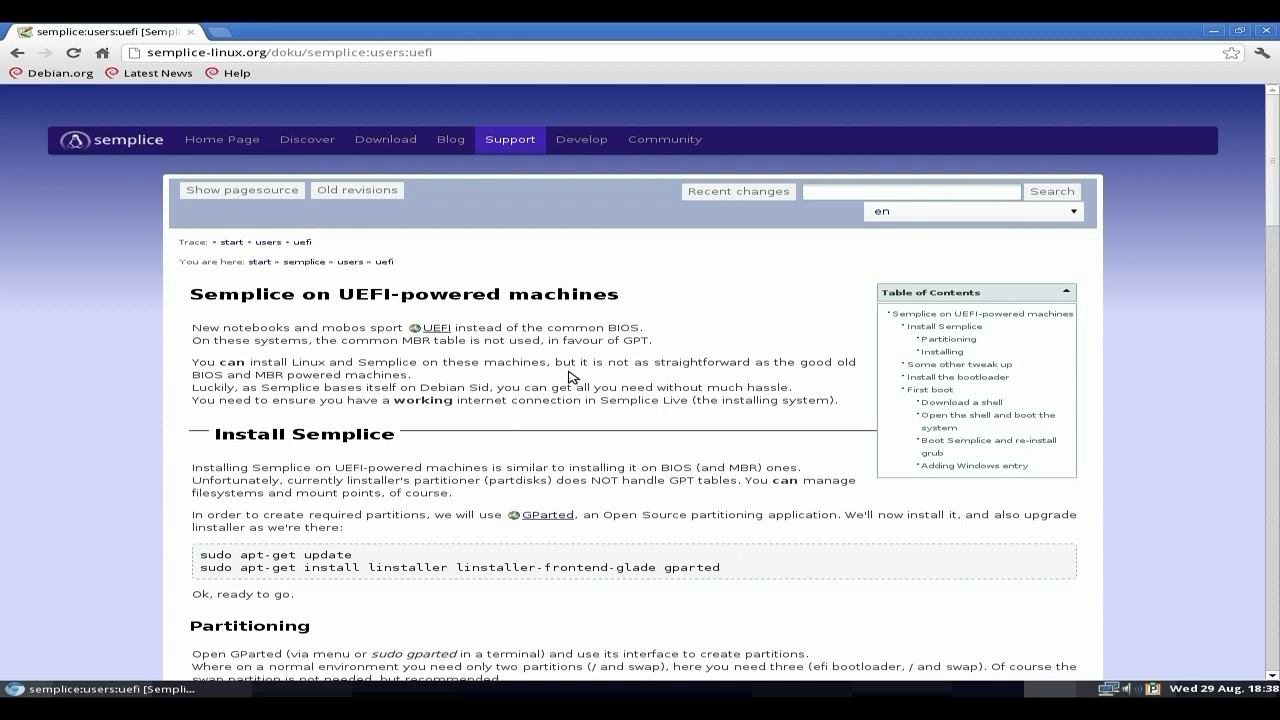 semplice:users:uefi [Sempli
semplice-linux.org/doku/semplice:users:uefi
Debian.org Latest News Help
semplice Home Page Discover Download Blog Support Develop Community
Show pagesource Old revisions Recent changes Search
en
Trace: • start • users • uefi
You are here: start » semplice » users » uefi
Semplice on UEFI-powered machines
New notebooks and mobos sport UEFI instead of the common BIOS.
On these systems, the common MBR table is not used, in favour of GPT.
You can install Linux and Semplice on these machines, but it is not as straightforward as the good old
BIOS and MBR powered machines.
Luckily, as Semplice bases itself on Debian Sid, you can get all you need without much hassle.
You need to ensure you have a working internet connection in Semplice Live (the installing system).
Table of Contents
Semplice on UEFI-powered machines
Install Semplice
Partitioning
Installing
Some other tweak up
Install the bootloader
First boot
Download a shell
Open the shell and boot the
system
Boot Semplice and re-install
grub
Adding Windows entry
Install Semplice
Installing Semplice on UEFI-powered machines is similar to installing it on BIOS (and MBR) ones.
Unfortunately, currently linstaller's partitioner (partdisks) does NOT handle GPT tables. You can manage
filesystems and mount points, of course.
In order to create required partitions, we will use GParted, an Open Source partitioning application. We'll now install it, and also upgrade
linstaller as we're there:
sudo apt-get update
sudo apt-get install linstaller linstaller-frontend-glade gparted
Ok, ready to go.
Partitioning
Open GParted (via menu or sudo gparted in a terminal) and use its interface to create partitions.
Where on a normal environment you need only two partitions (/ and swap), here you need three (efi bootloader, / and swap). Of course the
swap partition is not needed, but recommended.
semplice:users:uefi [Sempli... Wed 29 Aug, 18:38